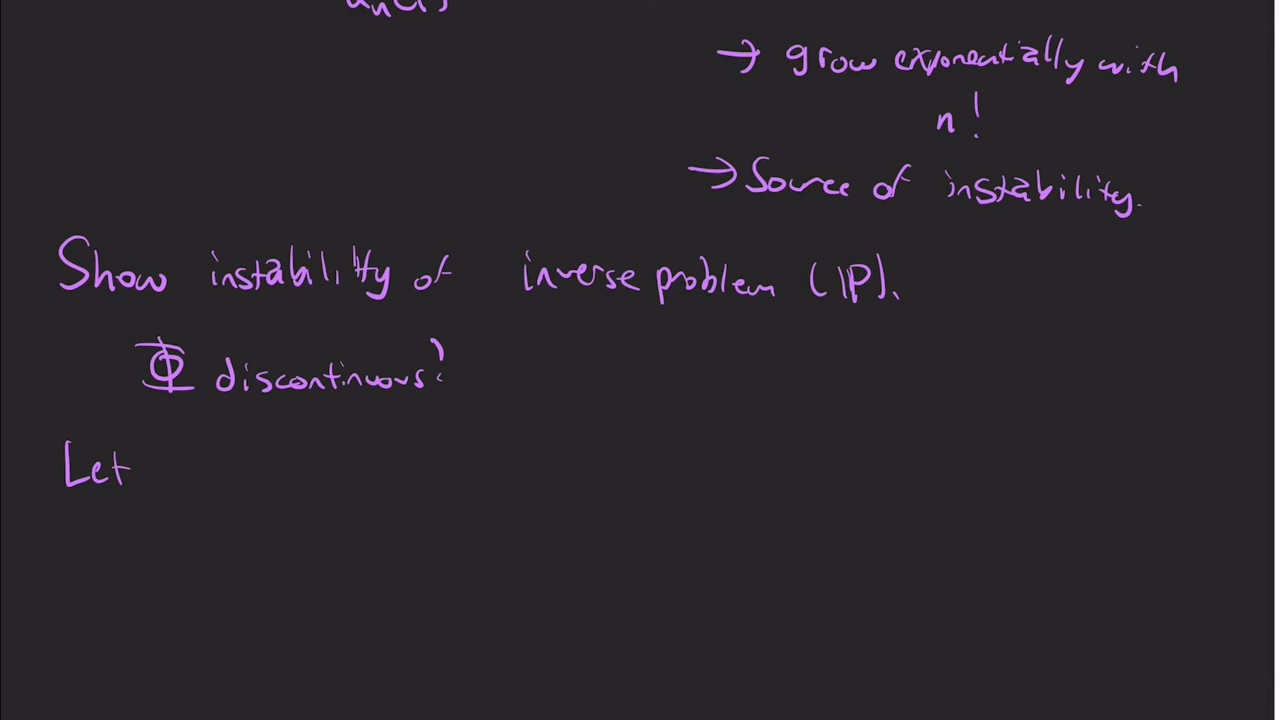 → grow exponentially with
n!
→ Source of instability.
Show instability of inverse problem (IP).
Φ discontinuous?
Let